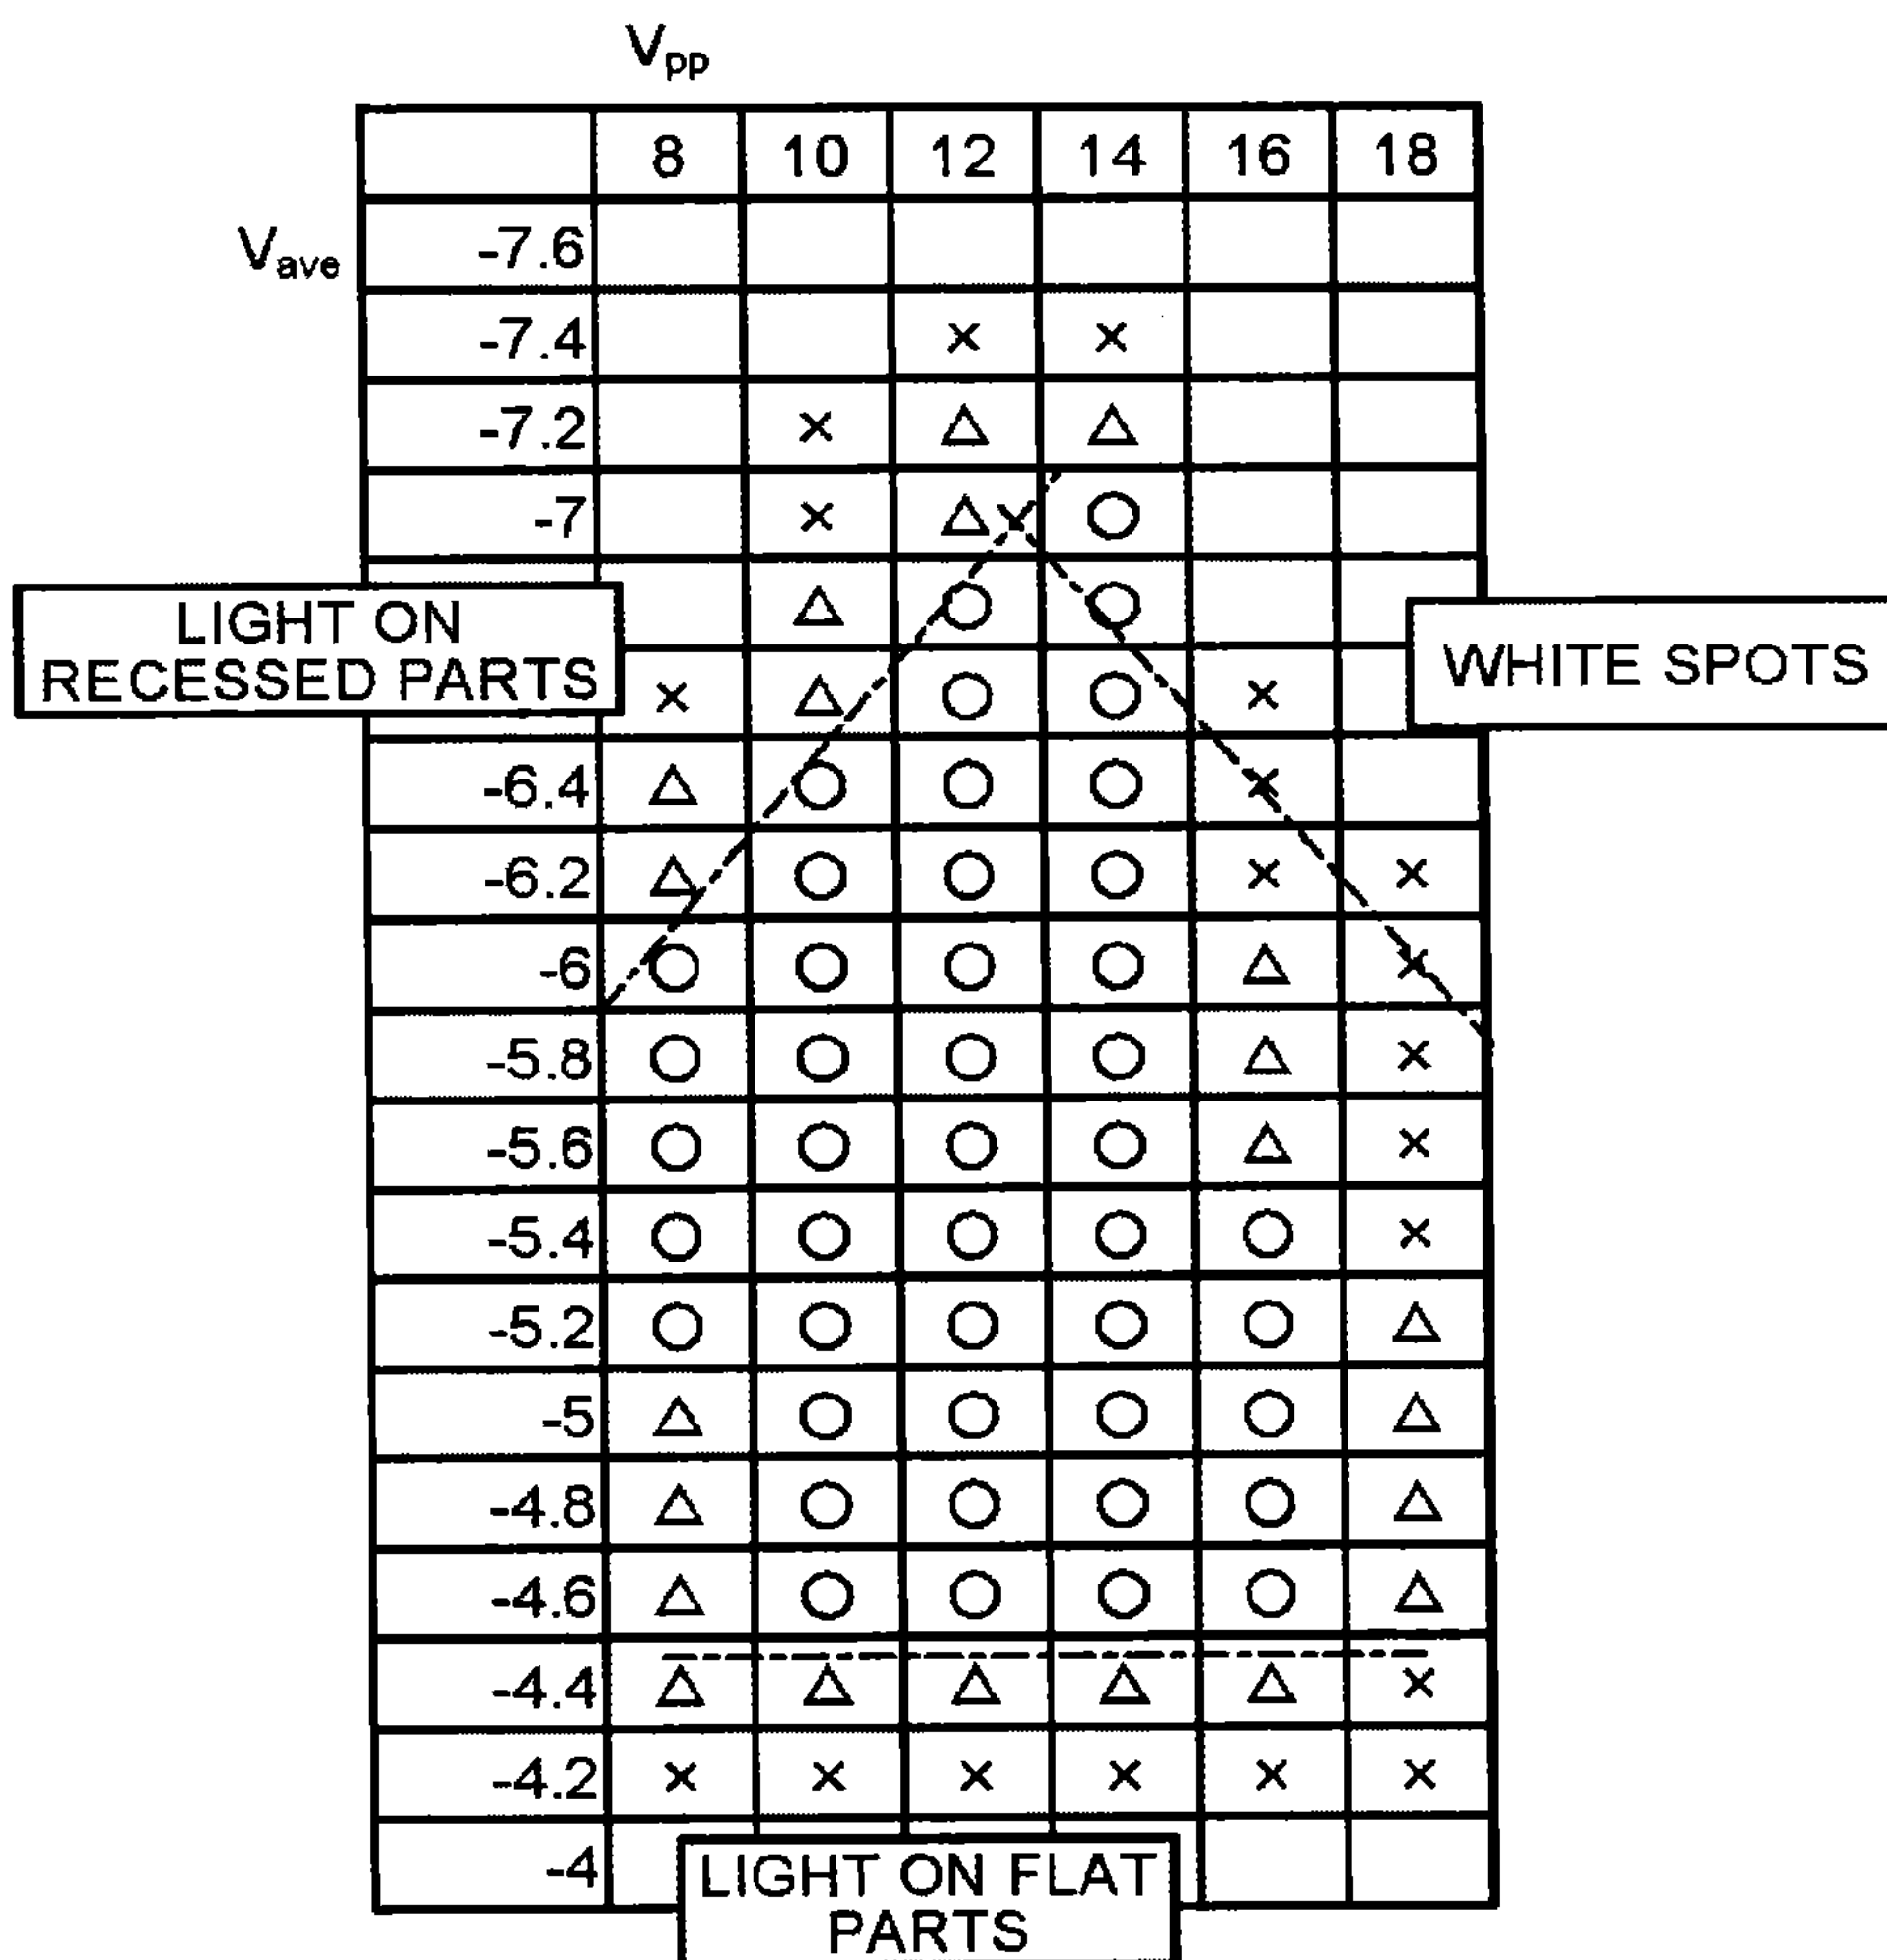 Vpp
8 10 12 14 16 18
Vave
-7.6
-7.4 × ×
-7.2 × △ △
-7 × △ ○
△ ○ ○
LIGHT ON
RECESSED PARTS
WHITE SPOTS
× △ ○ ○ ×
-6.4 △ ○ ○ ○ ×
-6.2 △ ○ ○ ○ × ×
-6 ○ ○ ○ ○ △ ×
-5.8 ○ ○ ○ ○ △ ×
-5.6 ○ ○ ○ ○ △ ×
-5.4 ○ ○ ○ ○ ○ ×
-5.2 ○ ○ ○ ○ ○ △
-5 △ ○ ○ ○ ○ △
-4.8 △ ○ ○ ○ ○ △
-4.6 △ ○ ○ ○ ○ △
-4.4 △ △ △ △ △ ×
-4.2 × × × × × ×
-4
LIGHT ON FLAT
PARTS